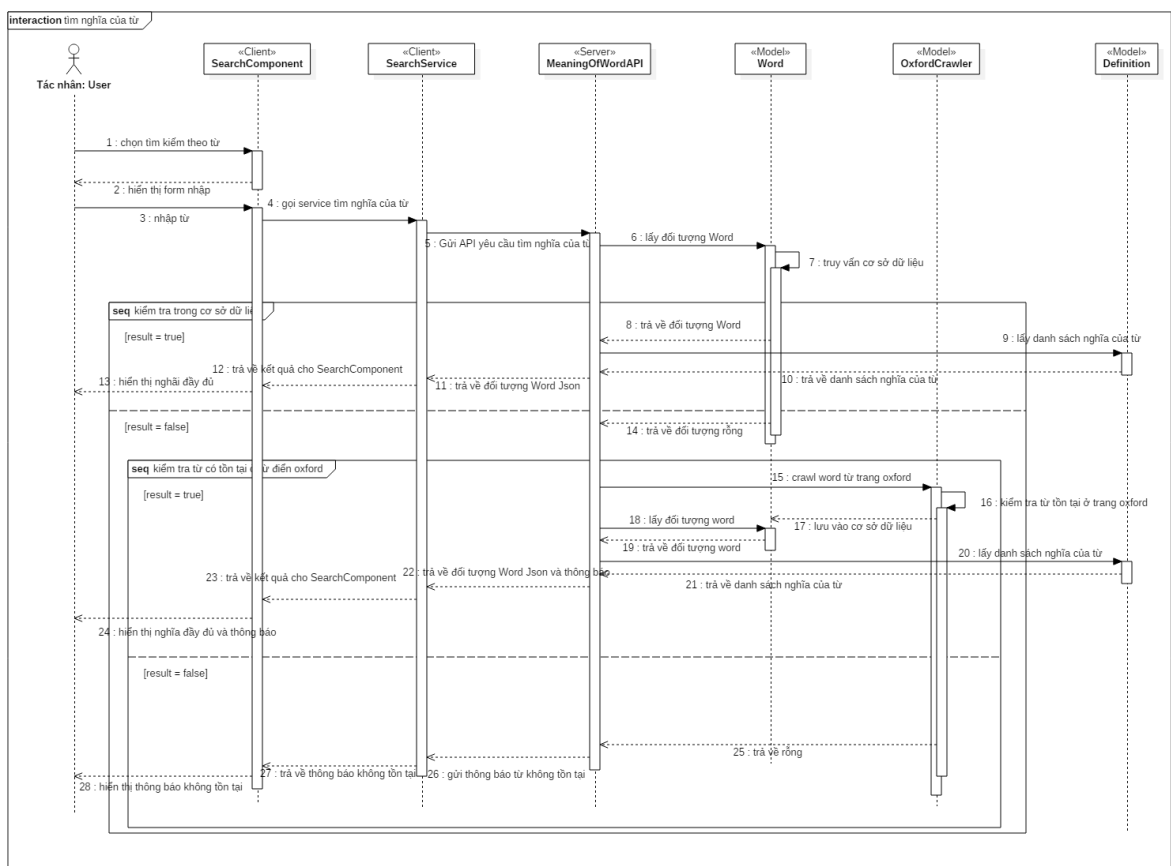 interaction tìm nghĩa của từ
Tác nhân: User
«Client»
SearchComponent
«Client»
SearchService
«Server»
MeaningOfWordAPI
«Model»
Word
«Model»
OxfordCrawler
«Model»
Definition
1 : chọn tìm kiếm theo từ
2 : hiển thị form nhập
3 : nhập từ
4 : gọi service tìm nghĩa của từ
5 : Gửi API yêu cầu tìm nghĩa của từ
6 : lấy đối tượng Word
7 : truy vấn cơ sở dữ liệu
seq kiểm tra trong cơ sở dữ liệu
[result = true]
8 : trả về đối tượng Word
9 : lấy danh sách nghĩa của từ
10 : trả về danh sách nghĩa của từ
11 : trả về đối tượng Word Json
12 : trả về kết quả cho SearchComponent
13 : hiển thị nghãi đầy đủ
[result = false]
14 : trả về đối tượng rỗng
seq kiểm tra từ có tồn tại ở từ điển oxford
[result = true]
15 : crawl word từ trang oxford
16 : kiểm tra từ tồn tại ở trang oxford
17 : lưu vào cơ sở dữ liệu
18 : lấy đối tượng word
19 : trả về đối tượng word
20 : lấy danh sách nghĩa của từ
21 : trả về danh sách nghĩa của từ
22 : trả về đối tượng Word Json và thông báo
23 : trả về kết quả cho SearchComponent
24 : hiển thị nghĩa đầy đủ và thông báo
[result = false]
25 : trả về rỗng
26 : gửi thông báo từ không tồn tại
27 : trả về thông báo không tồn tại
28 : hiển thị thông báo không tồn tại